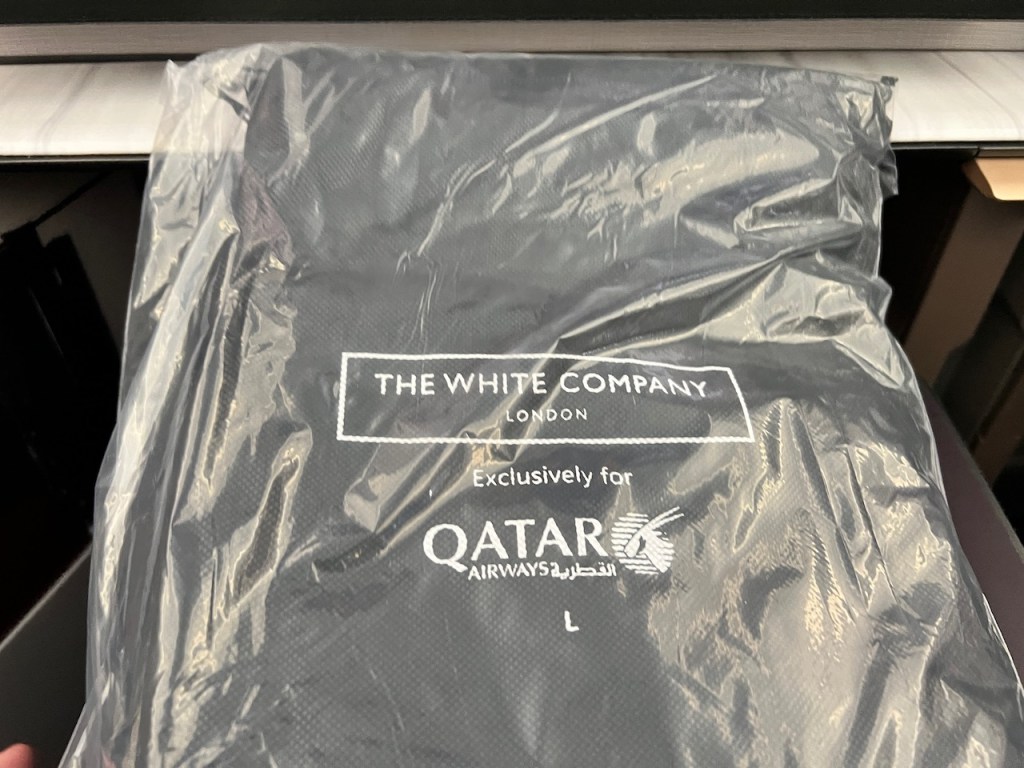 THE WHITE COMPANY
LONDON
Exclusively for
QATAR
AIRWAYS القطرية
L